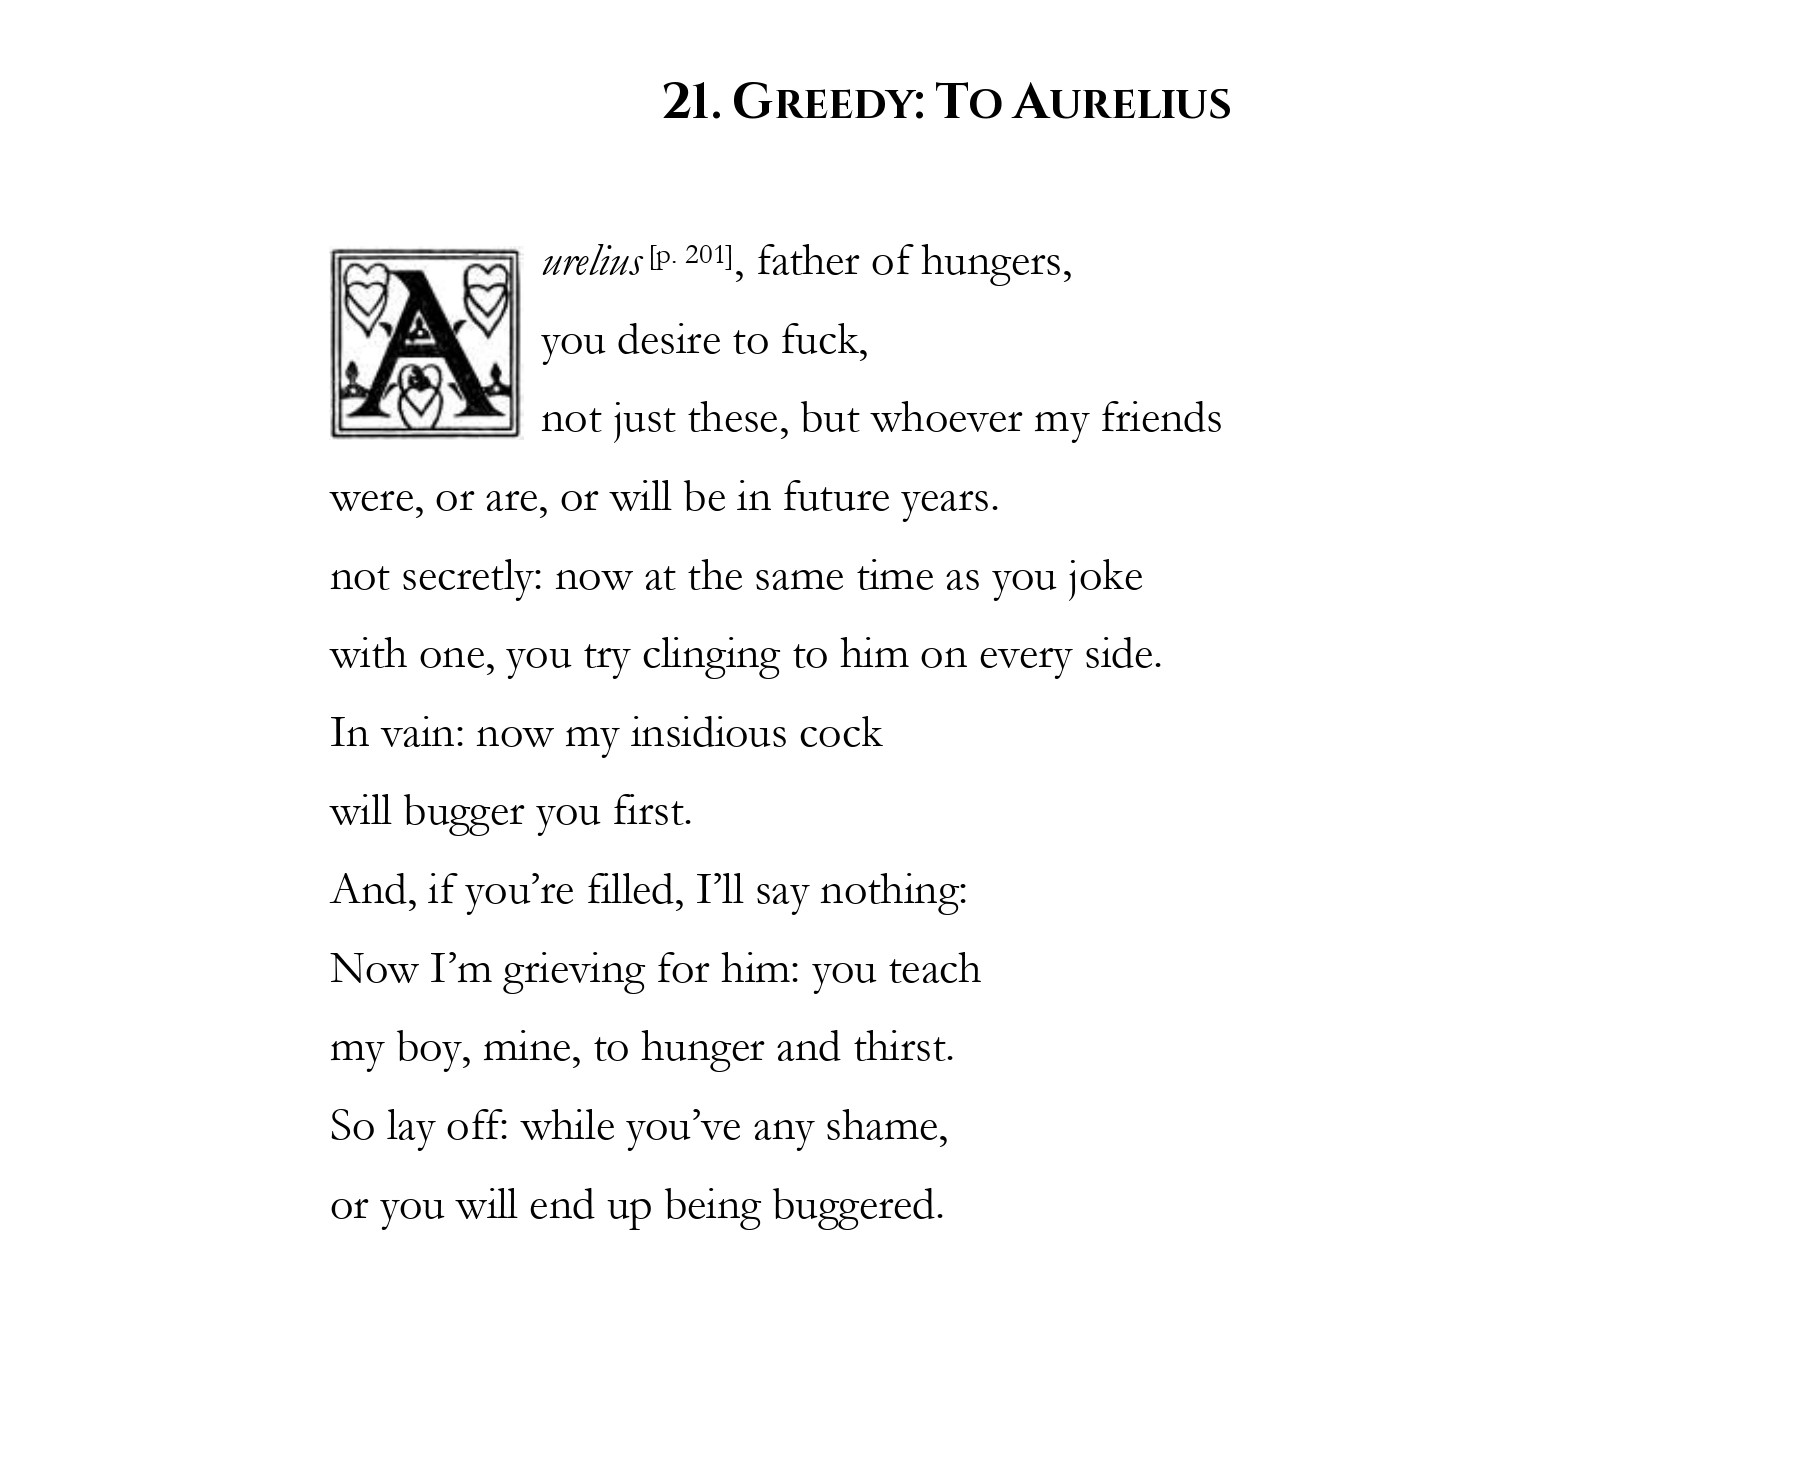 21. Greedy: To Aurelius
Aurelius [p. 201], father of hungers,
you desire to fuck,
not just these, but whoever my friends
were, or are, or will be in future years.
not secretly: now at the same time as you joke
with one, you try clinging to him on every side.
In vain: now my insidious cock
will bugger you first.
And, if you’re filled, I’ll say nothing:
Now I’m grieving for him: you teach
my boy, mine, to hunger and thirst.
So lay off: while you’ve any shame,
or you will end up being buggered.